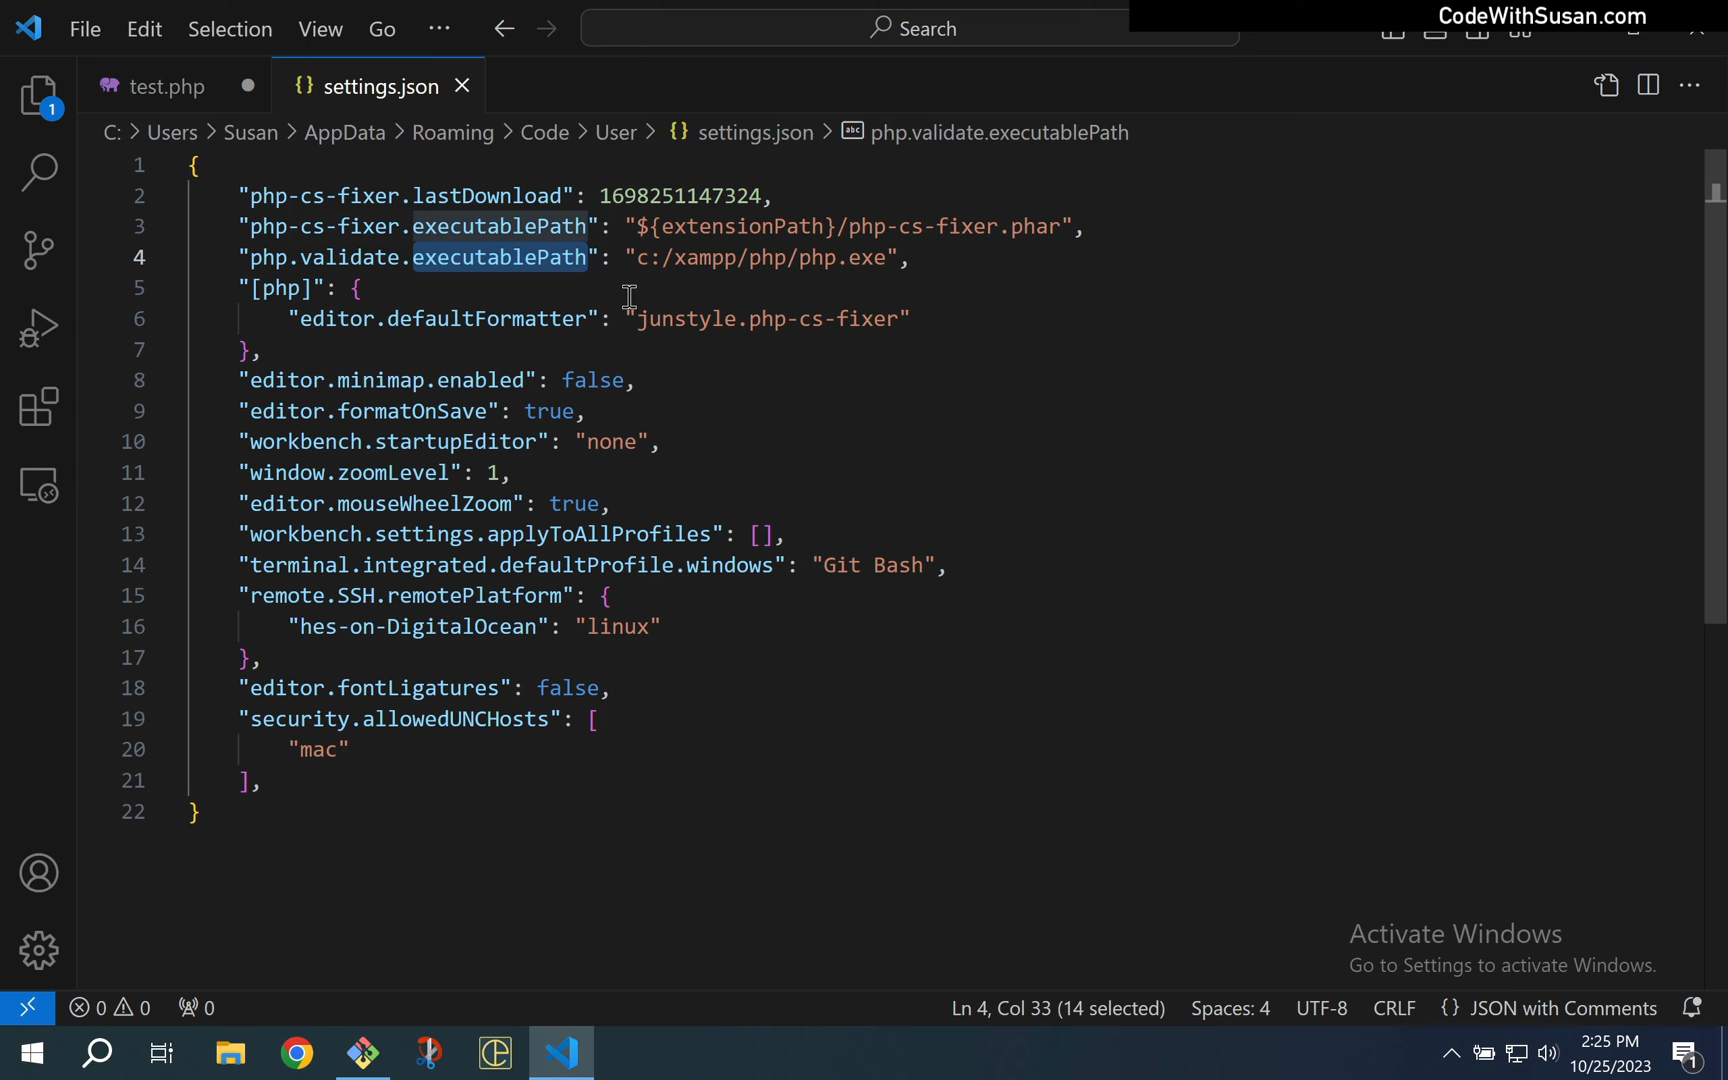 CodeWithSusan.com
File Edit Selection View Go ··· Search
test.php settings.json
C: > Users > Susan > AppData > Roaming > Code > User > {} settings.json > abc php.validate.executablePath
1 {
2 "php-cs-fixer.lastDownload": 1698251147324,
3 "php-cs-fixer.executablePath": "${extensionPath}/php-cs-fixer.phar",
4 "php.validate.executablePath": "c:/xampp/php/php.exe",
5 "[php]": {
6 "editor.defaultFormatter": "junstyle.php-cs-fixer"
7 },
8 "editor.minimap.enabled": false,
9 "editor.formatOnSave": true,
10 "workbench.startupEditor": "none",
11 "window.zoomLevel": 1,
12 "editor.mouseWheelZoom": true,
13 "workbench.settings.applyToAllProfiles": [],
14 "terminal.integrated.defaultProfile.windows": "Git Bash",
15 "remote.SSH.remotePlatform": {
16 "hes-on-DigitalOcean": "linux"
17 },
18 "editor.fontLigatures": false,
19 "security.allowedUNCHosts": [
20 "mac"
21 ],
22 }
1
Activate Windows
Go to Settings to activate Windows.
0 0 0 Ln 4, Col 33 (14 selected) Spaces: 4 UTF-8 CRLF {} JSON with Comments
2:25 PM
10/25/2023
1